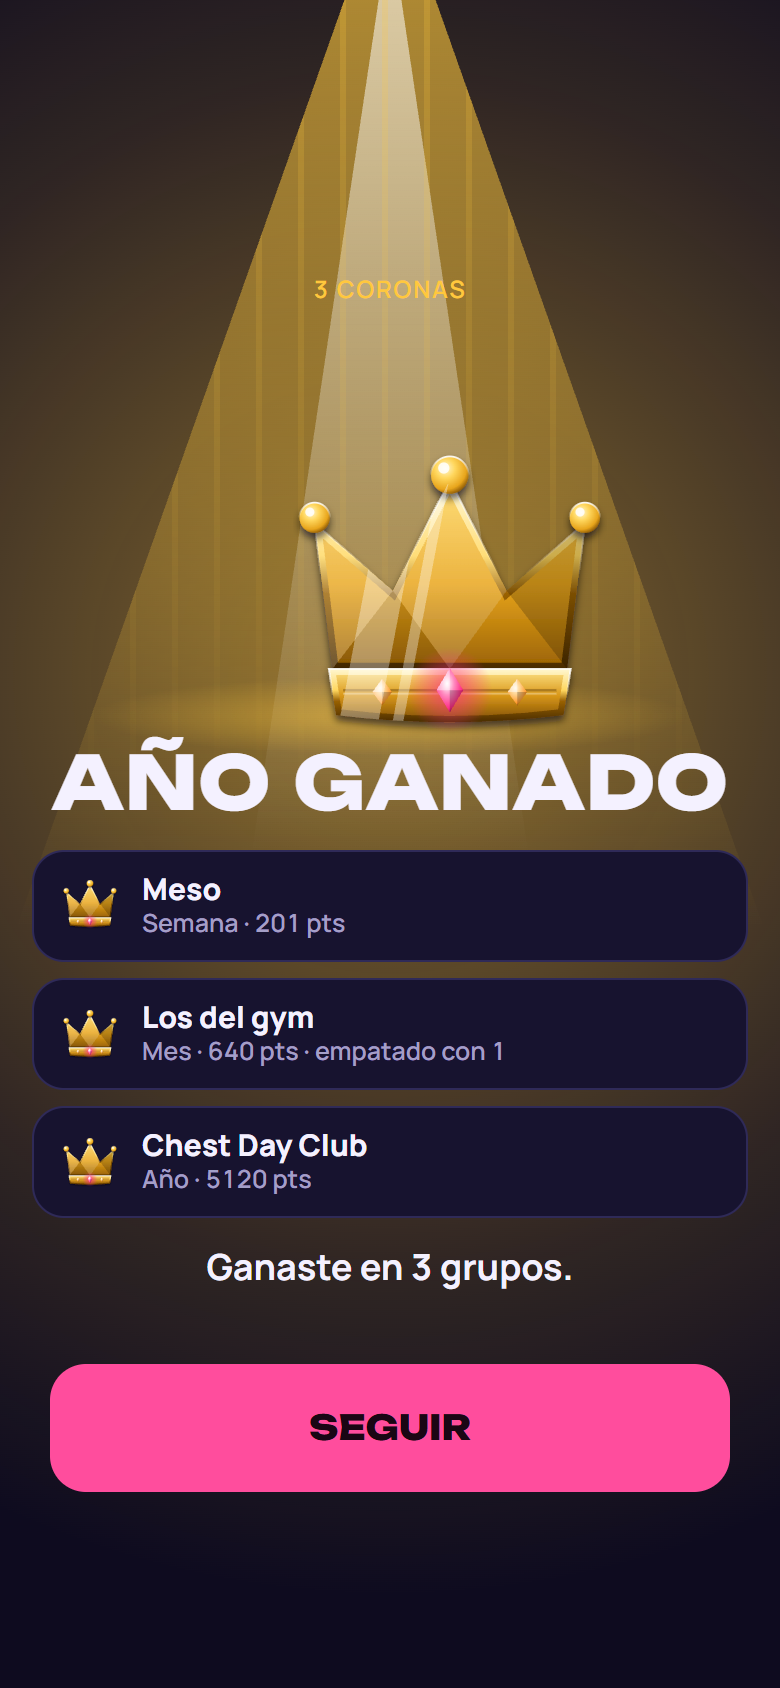 3 CORONAS
AÑO GANADO
Meso
Semana · 201 pts
Los del gym
Mes · 640 pts · empatado con 1
Chest Day Club
Año · 5120 pts
Ganaste en 3 grupos.
SEGUIR